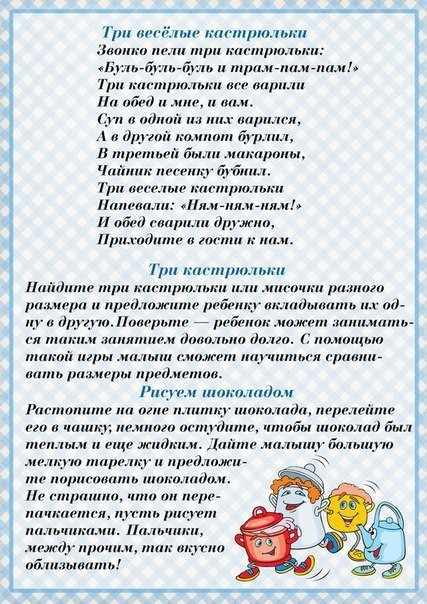 Три весёлые кастрюльки
Звонко пели три кастрюльки:
«Буль-буль-буль и трам-пам-пам!»
Три кастрюльки все варили
На обед и мне, и вам.
Суп в одной из них варился,
А в другой компот бурлил,
В третьей были макароны,
Чайник песенку бубнил.
Три веселые кастрюльки
Напевали: «Ням-ням-ням!»
И обед сварили дружно,
Приходите в гости к нам.
Три кастрюльки
Найдите три кастрюльки или мисочки разного
размера и предложите ребенку вкладывать их од-
ну в другую.Поверьте — ребенок может занимать-
ся таким занятием довольно долго. С помощью
такой игры малыш сможет научиться сравни-
вать размеры предметов.
Рисуем шоколадом
Растопите на огне плитку шоколада, перелейте
его в чашку, немного остудите, чтобы шоколад был
теплым и еще жидким. Дайте малышу большую
мелкую тарелку и предложи-
те порисовать шоколадом.
Не страшно, что он пере-
пачкается, пусть рисует
пальчиками. Пальчики,
между прочим, так вкусно
облизывать!